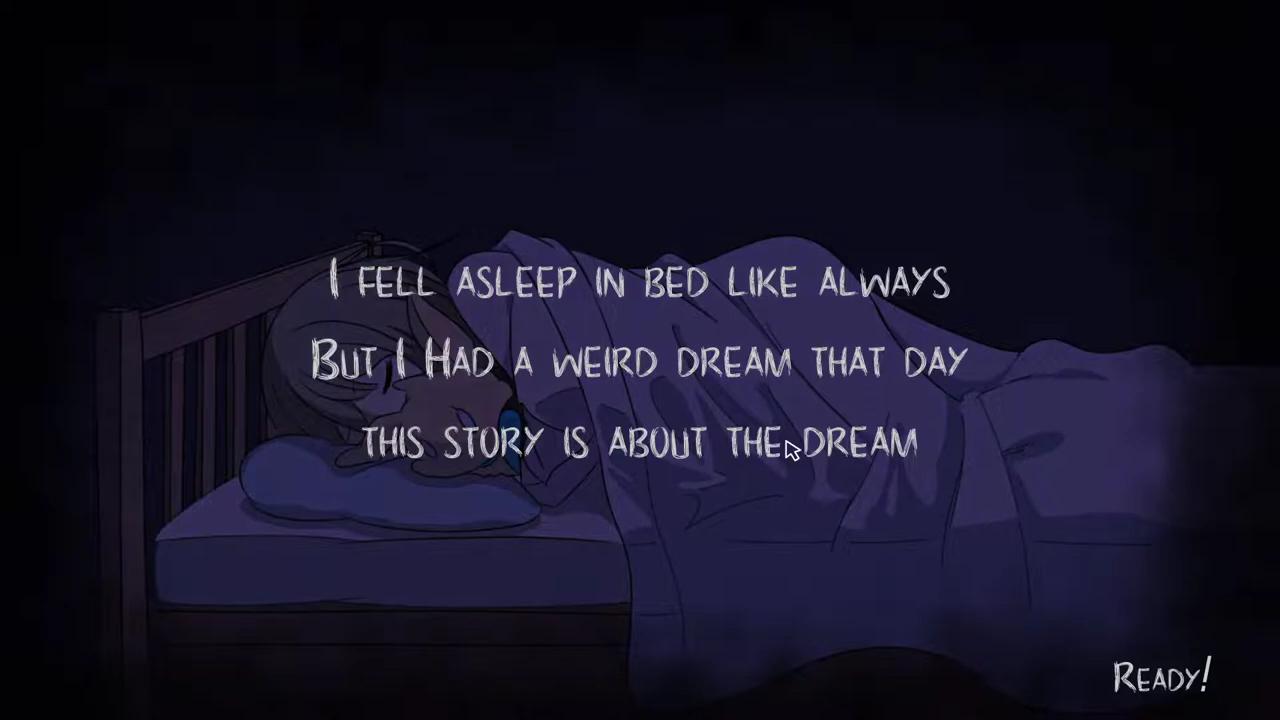 I fell asleep in bed like always
But I Had a weird dream that day
this story is about the dream
Ready!